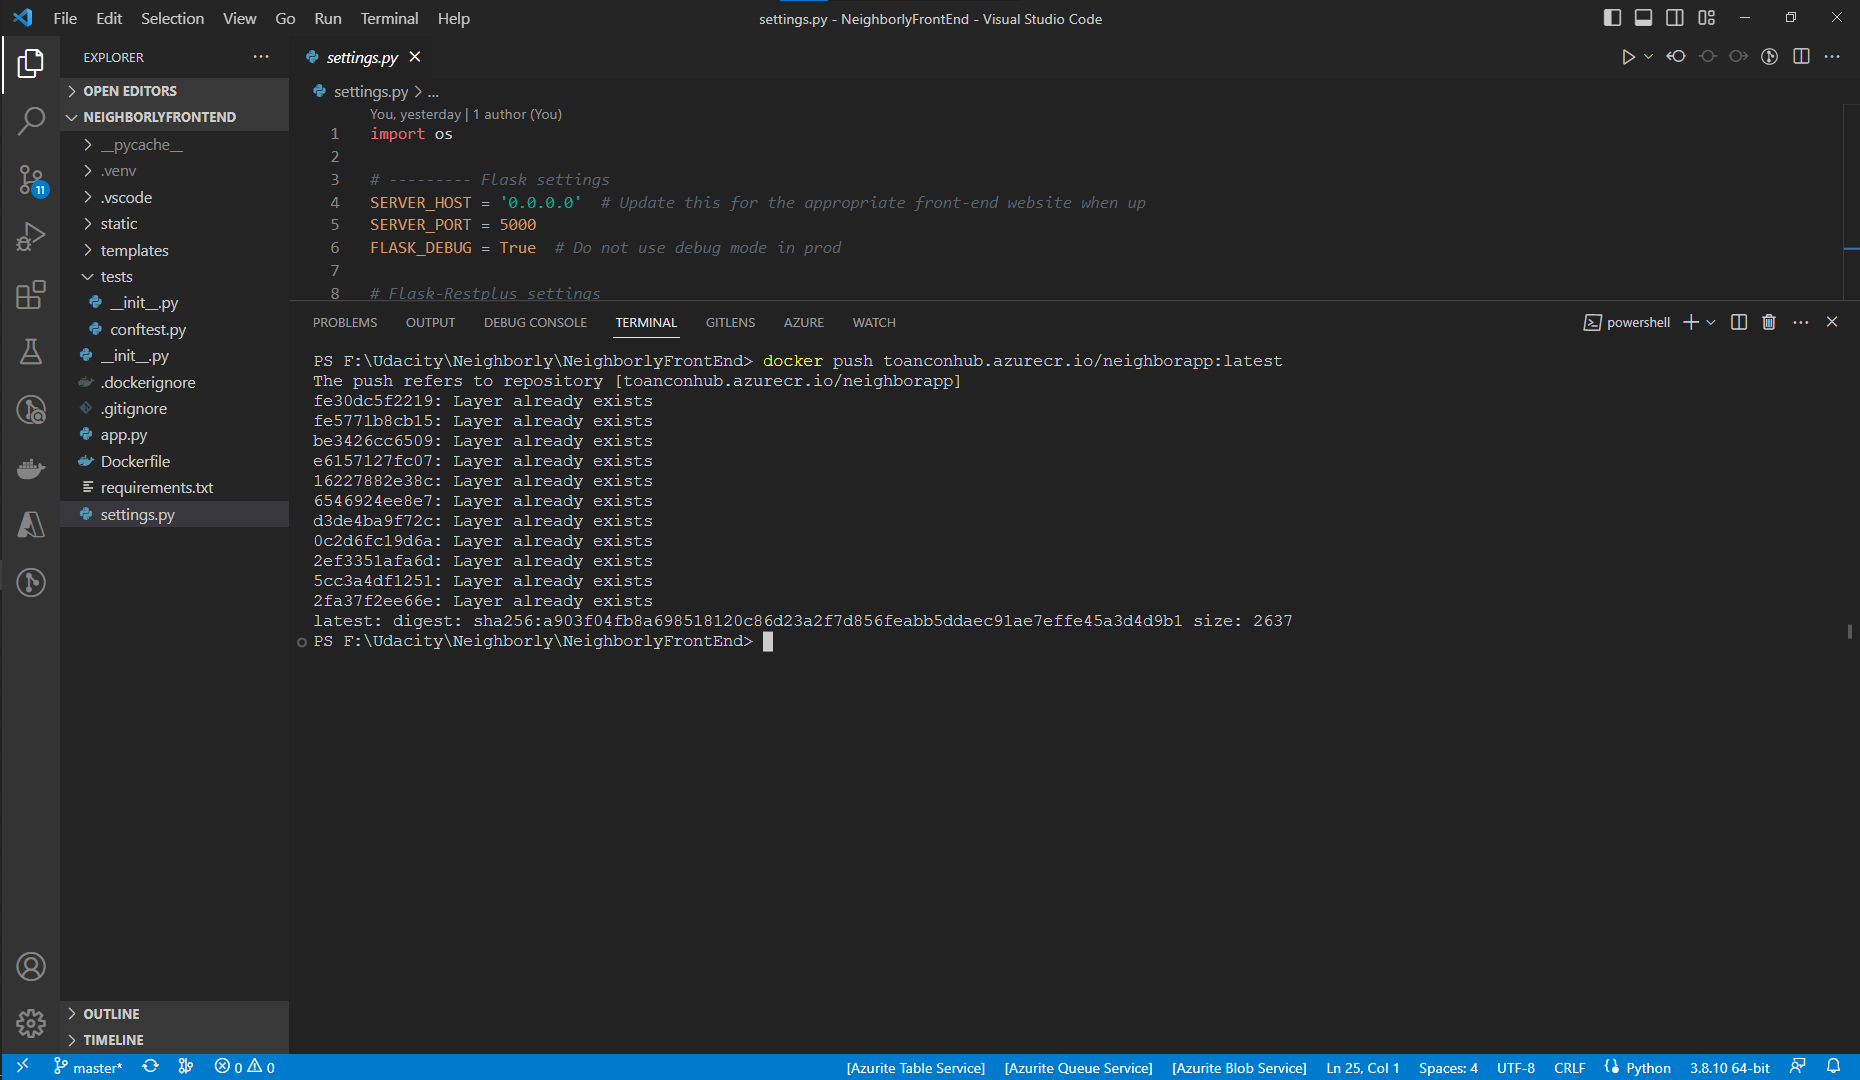 File Edit Selection View Go Run Terminal Help
settings.py - NeighborlyFrontEnd - Visual Studio Code
EXPLORER
OPEN EDITORS
NEIGHBORLYFRONTEND
__pycache__
.venv
.vscode
static
templates
tests
__init__.py
conftest.py
__init__.py
.dockerignore
.gitignore
app.py
Dockerfile
requirements.txt
settings.py
OUTLINE
TIMELINE
11
settings.py
settings.py > ...
You, yesterday | 1 author (You)
1 import os
2
3 # --------- Flask settings
4 SERVER_HOST = '0.0.0.0'  # Update this for the appropriate front-end website when up
5 SERVER_PORT = 5000
6 FLASK_DEBUG = True  # Do not use debug mode in prod
7
8 # Flask-Restplus settings
PROBLEMS OUTPUT DEBUG CONSOLE TERMINAL GITLENS AZURE WATCH
powershell
PS F:\Udacity\Neighborly\NeighborlyFrontEnd> docker push toanconhub.azurecr.io/neighborapp:latest
The push refers to repository [toanconhub.azurecr.io/neighborapp]
fe30dc5f2219: Layer already exists
fe5771b8cb15: Layer already exists
be3426cc6509: Layer already exists
e6157127fc07: Layer already exists
16227882e38c: Layer already exists
6546924ee8e7: Layer already exists
d3de4ba9f72c: Layer already exists
0c2d6fc19d6a: Layer already exists
2ef3351afa6d: Layer already exists
5cc3a4df1251: Layer already exists
2fa37f2ee66e: Layer already exists
latest: digest: sha256:a903f04fb8a698518120c86d23a2f7d856feabb5ddaec91ae7effe45a3d4d9b1 size: 2637
PS F:\Udacity\Neighborly\NeighborlyFrontEnd>
master* 0 0 [Azurite Table Service] [Azurite Queue Service] [Azurite Blob Service] Ln 25, Col 1 Spaces: 4 UTF-8 CRLF Python 3.8.10 64-bit